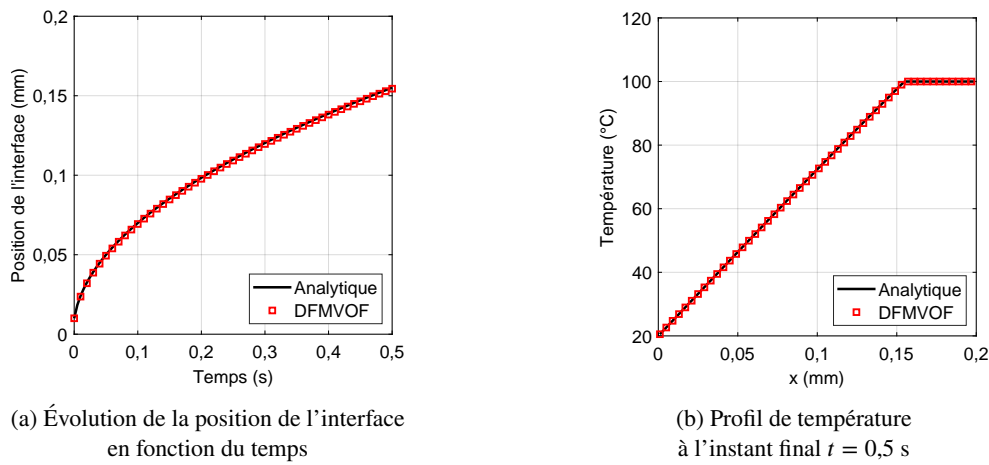 0,2
0,15
0,1
0,05
0
Position de l'interface (mm)
0 0,1 0,2 0,3 0,4 0,5
Temps (s)
Analytique
DFMVOF
(a) Évolution de la position de l'interface
en fonction du temps
120
100
80
60
40
20
Température (°C)
0 0,05 0,1 0,15 0,2
x (mm)
Analytique
DFMVOF
(b) Profil de température
à l'instant final t = 0,5 s